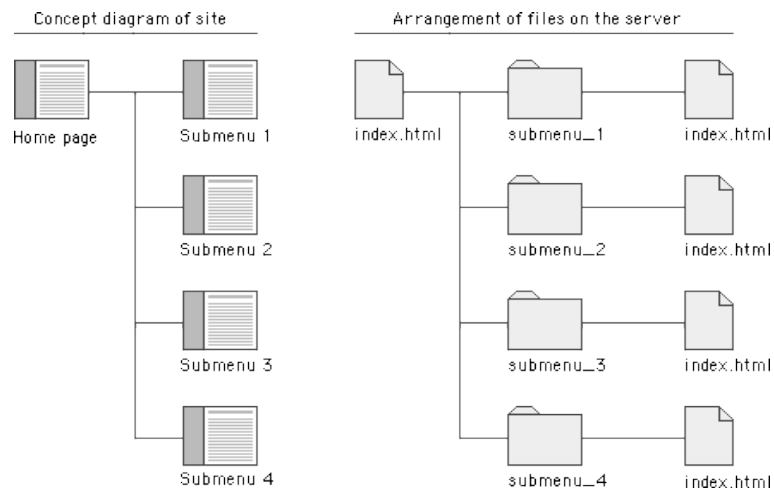 Concept diagram of site
Arrangement of files on the server
Home page
Submenu 1
index.html
submenu_1
index.html
Submenu 2
submenu_2
index.html
Submenu 3
submenu_3
index.html
Submenu 4
submenu_4
index.html